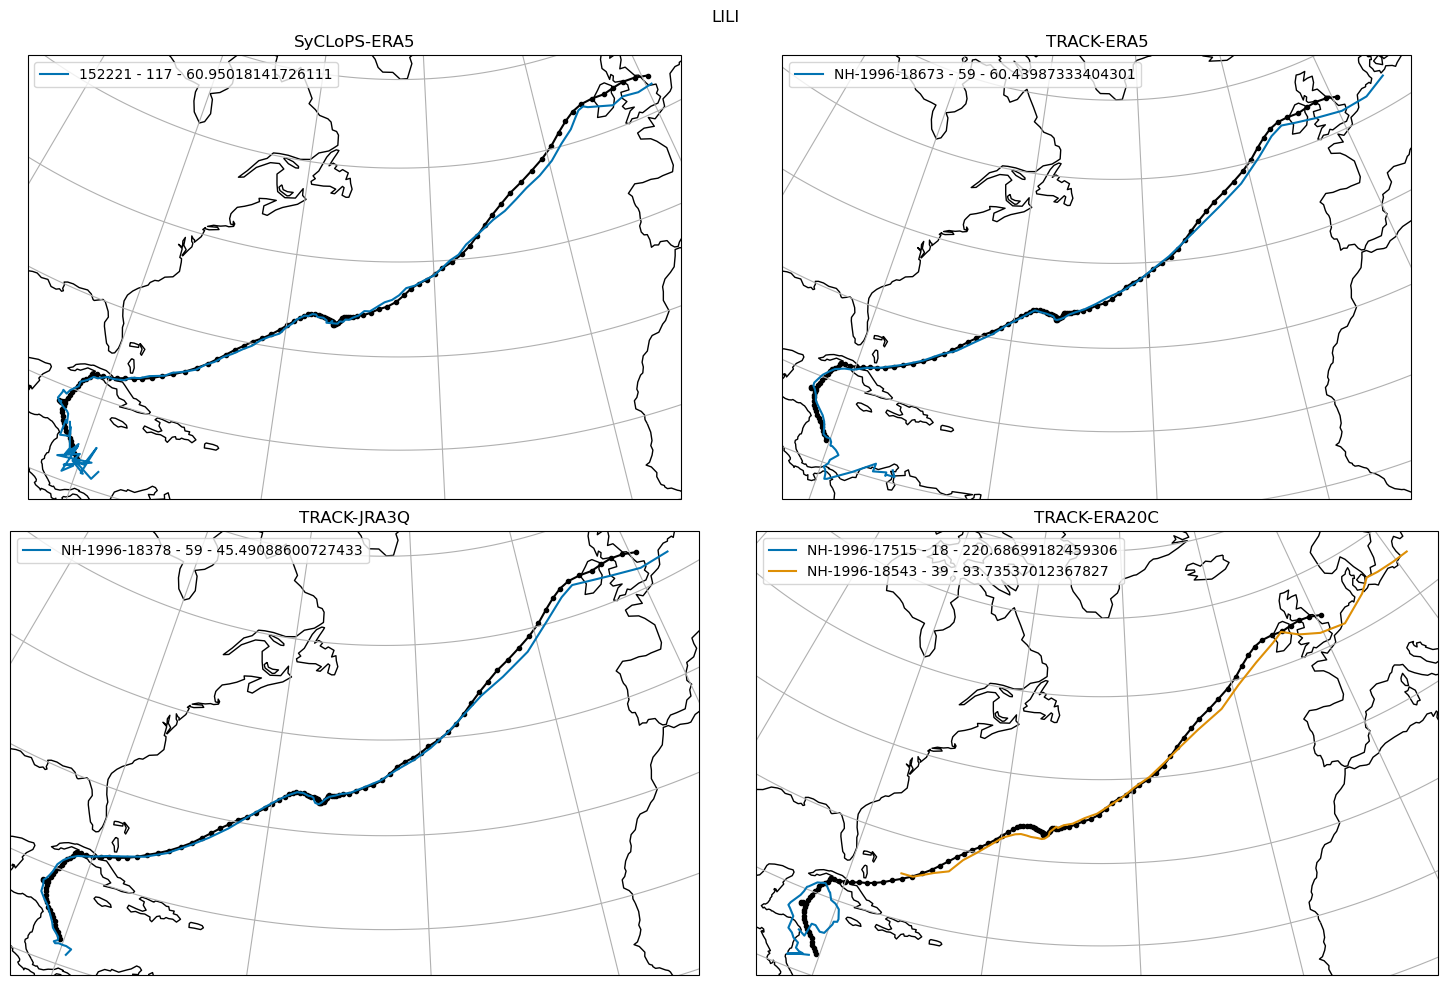 LILI
SyCLoPS-ERA5
152221 - 117 - 60.95018141726111
TRACK-ERA5
NH-1996-18673 - 59 - 60.43987333404301
TRACK-JRA3Q
NH-1996-18378 - 59 - 45.49088600727433
TRACK-ERA20C
NH-1996-17515 - 18 - 220.68699182459306
NH-1996-18543 - 39 - 93.73537012367827